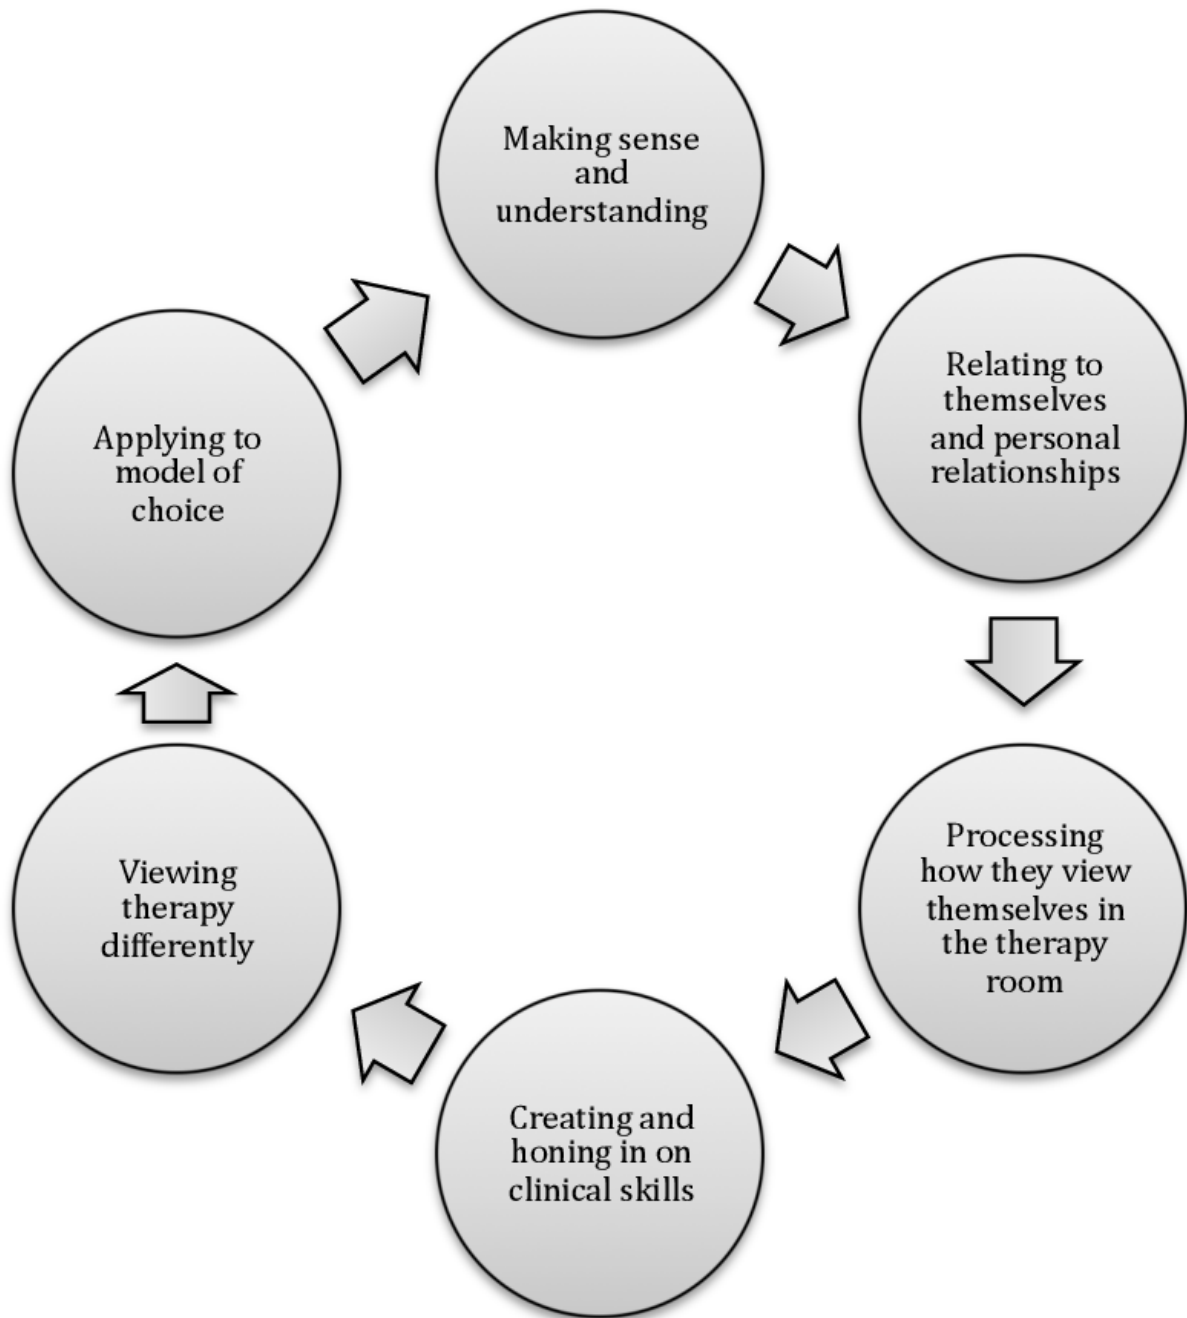 Making sense
and
understanding
Relating to
themselves
and personal
relationships
Processing
how they view
themselves in
the therapy
room
Creating and
honing in on
clinical skills
Viewing
therapy
differently
Applying to
model of
choice